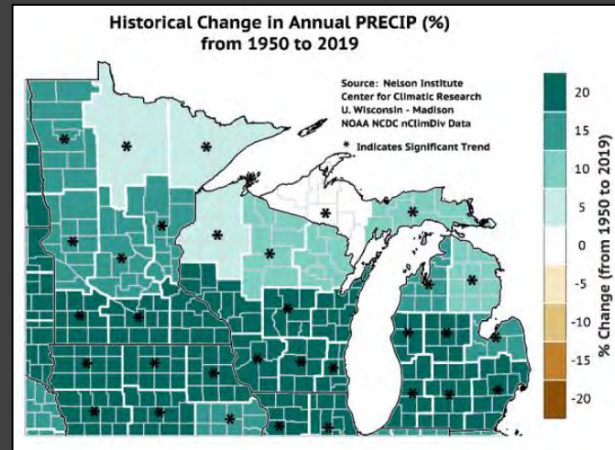 Historical Change in Annual PRECIP (%)
from 1950 to 2019
Source: Nelson Institute
Center for Climatic Research
U. Wisconsin - Madison
NOAA NCDC nClimDiv Data
* Indicates Significant Trend
20
15
10
5
0
-5
-10
-15
-20
% Change (from 1950 to 2019)